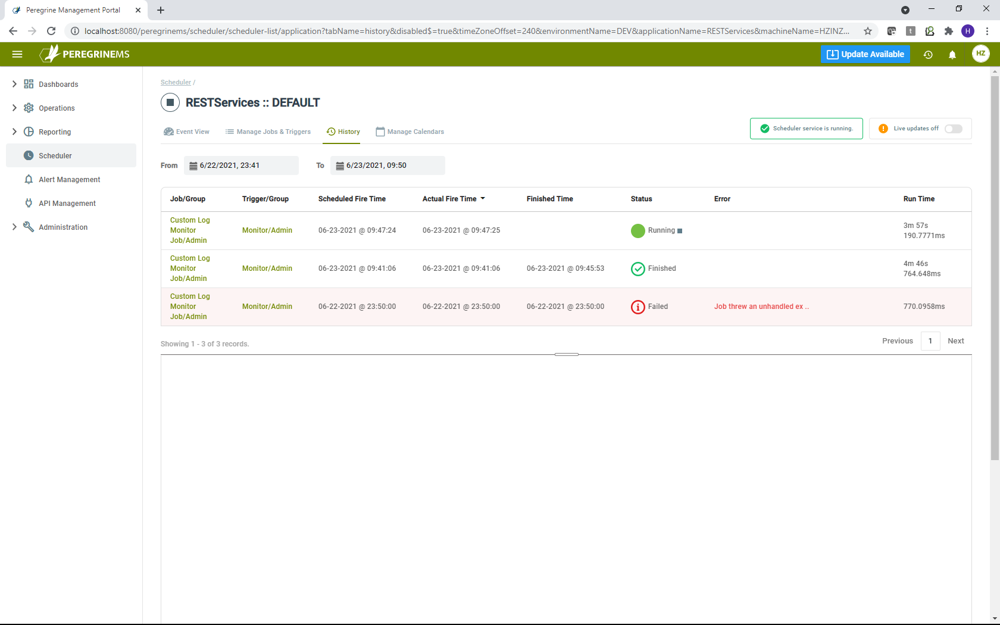 Peregrine Management Portal
localhost:8080/peregrinems/scheduler/scheduler-list/application?tabName=history&disabled$=true&timeZoneOffset=240&environmentName=DEV&applicationName=RESTServices&machineName=HZINZ...
t
H
PEREGRINEMS
Update Available
HZ
Dashboards
Operations
Reporting
Scheduler
Alert Management
API Management
Administration
Scheduler /
RESTServices :: DEFAULT
Event View
Manage Jobs & Triggers
History
Manage Calendars
Scheduler service is running.
Live updates off
From 6/22/2021, 23:41 To 6/23/2021, 09:50
Job/Group Trigger/Group Scheduled Fire Time Actual Fire Time Finished Time Status Error Run Time
Custom Log
Monitor
Job/Admin
Monitor/Admin 06-23-2021 @ 09:47:24 06-23-2021 @ 09:47:25 Running
3m 57s
190.7771ms
Custom Log
Monitor
Job/Admin
Monitor/Admin 06-23-2021 @ 09:41:06 06-23-2021 @ 09:41:06 06-23-2021 @ 09:45:53 Finished
4m 46s
764.648ms
Custom Log
Monitor
Job/Admin
Monitor/Admin 06-22-2021 @ 23:50:00 06-22-2021 @ 23:50:00 06-22-2021 @ 23:50:00 Failed Job threw an unhandled ex .. 770.0958ms
Showing 1 - 3 of 3 records.
Previous 1 Next